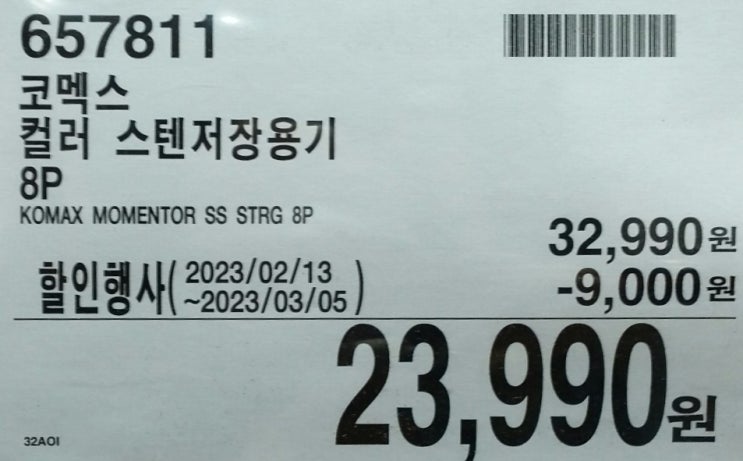 657811
코멕스
컬러 스텐저장용기
8P
KOMAX MOMENTOR SS STRG 8P
32,990원
할인행사( 2023/02/13
~2023/03/05 )
-9,000원
23,990원
32AOI